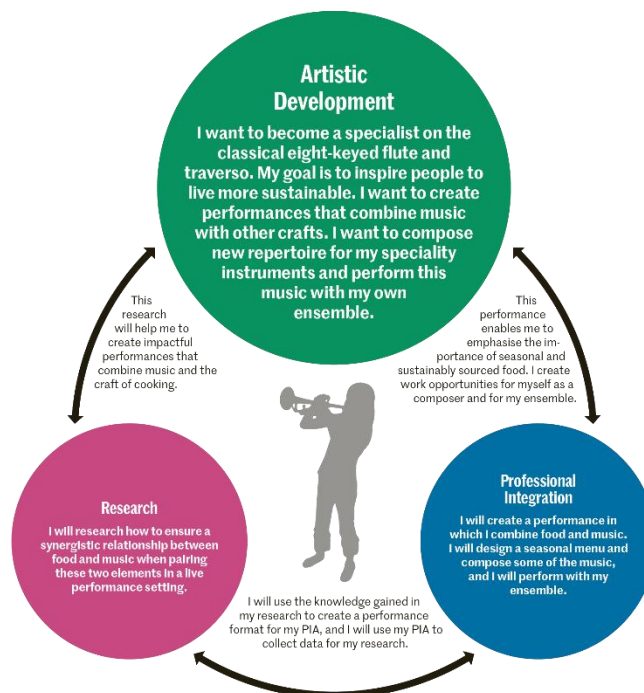 Artistic
Development
I want to become a specialist on the
classical eight-keyed flute and
traverso. My goal is to inspire people to
live more sustainable. I want to create
performances that combine music
with other crafts. I want to compose
new repertoire for my speciality
instruments and perform this
music with my own
ensemble.
This
research
will help me to
create impactful
performances that
combine music and the
craft of cooking.
This
performance
enables me to
emphasise the im-
portance of seasonal and
sustainably sourced food. I create
work opportunities for myself as a
composer and for my ensemble.
Research
I will research how to ensure a
synergistic relationship between
food and music when pairing
these two elements in a live
performance setting.
Professional
Integration
I will create a performance in
which I combine food and music.
I will design a seasonal menu and
compose some of the music,
and I will perform with my
ensemble.
I will use the knowledge gained in
my research to create a performance
format for my PIA, and I will use my PIA to
collect data for my research.